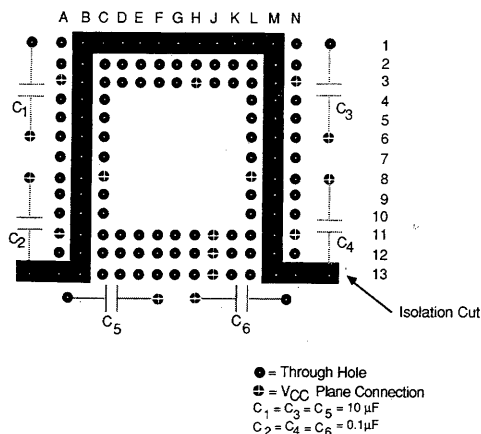 A B C D E F G H J K L M N
1
2
3
4
5
6
7
8
9
10
11
12
13
C1
C3
C2
C4
C5
C6
Isolation Cut
= Through Hole
= VCC Plane Connection
C1 = C3 = C5 = 10 µF
C2 = C4 = C6 = 0.1µF